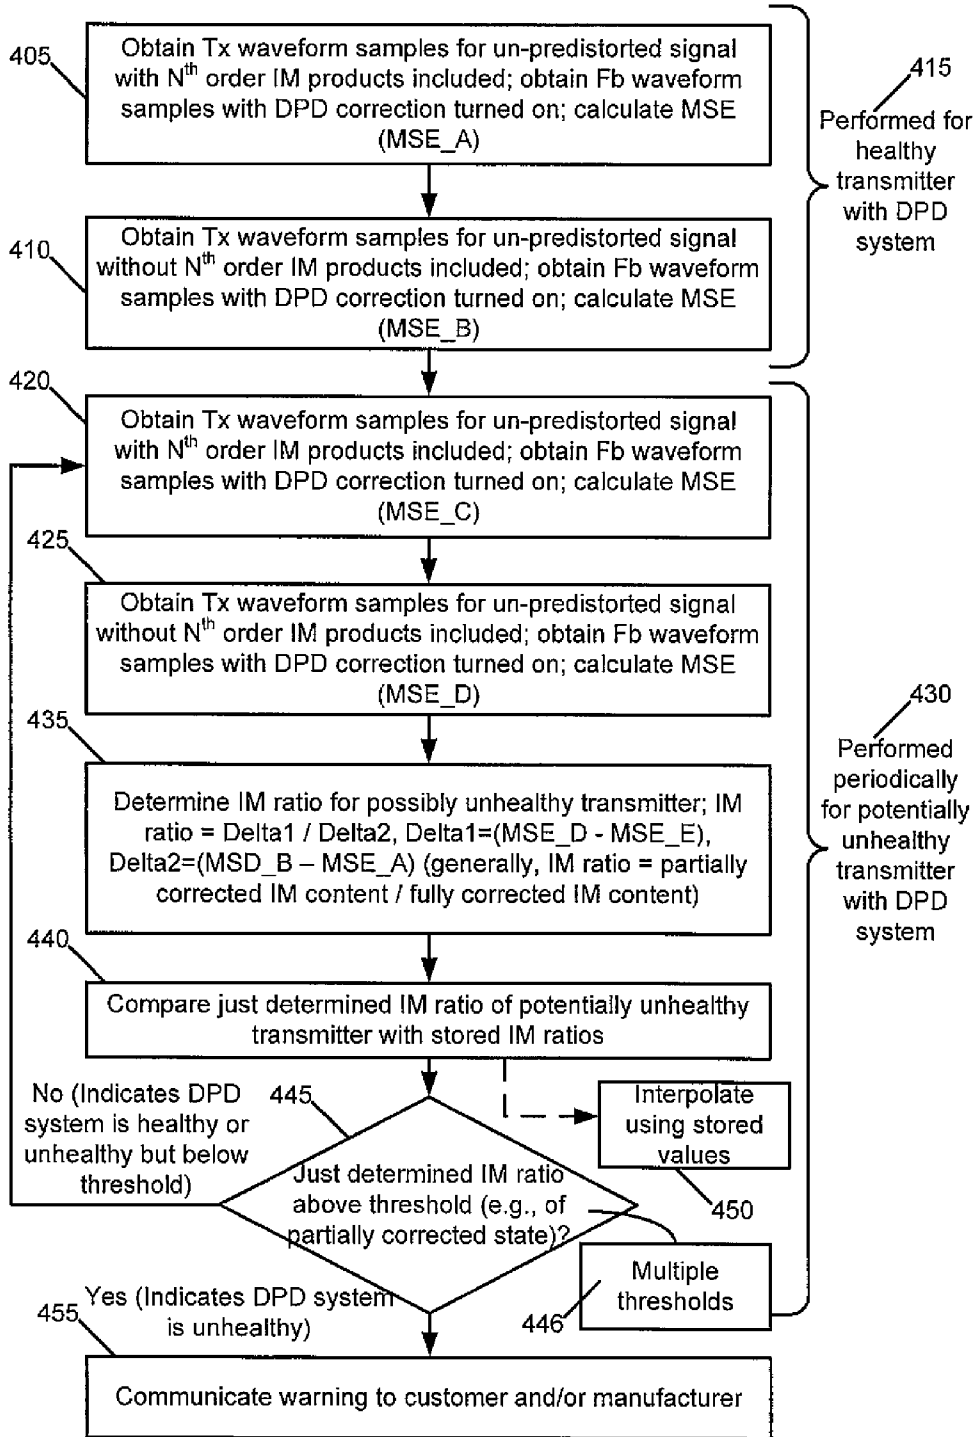 405
Obtain Tx waveform samples for un-predistorted signal
with Nth order IM products included; obtain Fb waveform
samples with DPD correction turned on; calculate MSE
(MSE_A)
415
Performed for
healthy
transmitter
with DPD
system
410
Obtain Tx waveform samples for un-predistorted signal
without Nth order IM products included; obtain Fb waveform
samples with DPD correction turned on; calculate MSE
(MSE_B)
420
Obtain Tx waveform samples for un-predistorted signal
with Nth order IM products included; obtain Fb waveform
samples with DPD correction turned on; calculate MSE
(MSE_C)
425
Obtain Tx waveform samples for un-predistorted signal
without Nth order IM products included; obtain Fb waveform
samples with DPD correction turned on; calculate MSE
(MSE_D)
430
Performed
periodically
for potentially
unhealthy
transmitter
with DPD
system
435
Determine IM ratio for possibly unhealthy transmitter; IM
ratio = Delta1 / Delta2, Delta1=(MSE_D - MSE_E),
Delta2=(MSD_B – MSE_A) (generally, IM ratio = partially
corrected IM content / fully corrected IM content)
440
Compare just determined IM ratio of potentially unhealthy
transmitter with stored IM ratios
No (Indicates DPD
system is healthy or
unhealthy but below
threshold)
445
Just determined IM ratio
above threshold (e.g., of
partially corrected state)?
Interpolate
using stored
values
450
Multiple
thresholds
446
Yes (Indicates DPD system
is unhealthy)
455
Communicate warning to customer and/or manufacturer